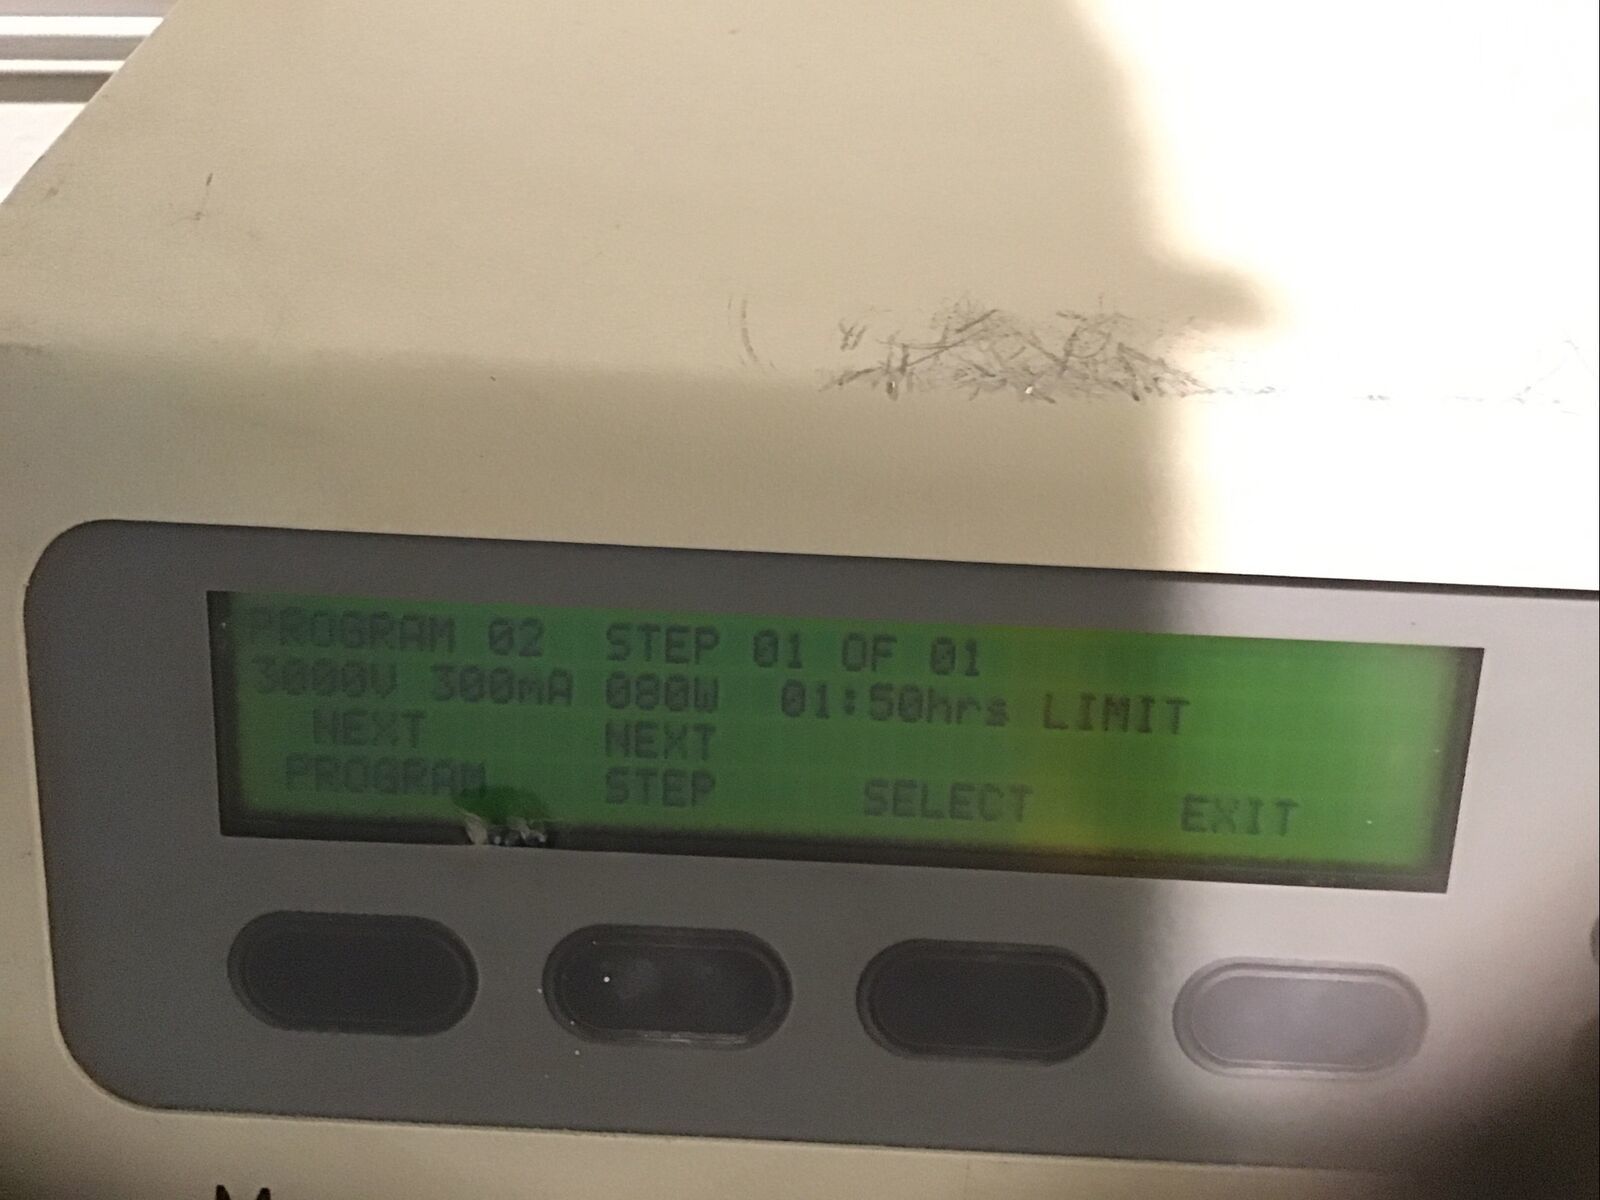 PROGRAM 02 STEP 01 OF 01
3000V 300mA 080W 01:50hrs LIMIT
NEXT NEXT
PROGRAM STEP SELECT EXIT